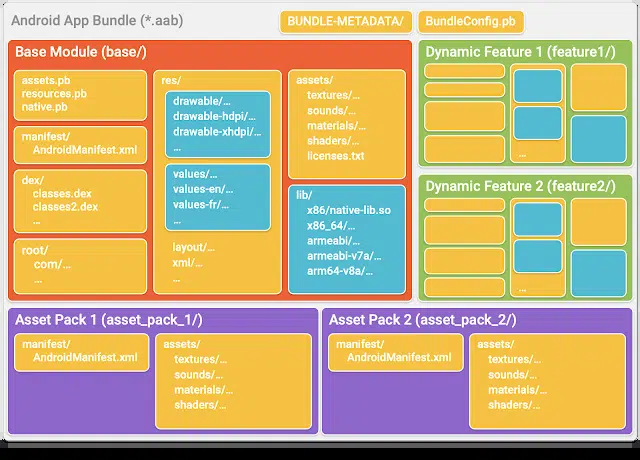 Android App Bundle (*.aab)
BUNDLE-METADATA/
BundleConfig.pb
Base Module (base/)
assets.pb
resources.pb
native.pb
manifest/
AndroidManifest.xml
dex/
classes.dex
classes2.dex
...
root/
com/...
...
res/
drawable/...
drawable-hdpi/...
drawable-xhdpi/...
...
values/...
values-en/...
values-fr/...
...
layout/...
xml/...
...
assets/
textures/...
sounds/...
materials/...
shaders/...
licenses.txt
lib/
x86/native-lib.so
x86_64/...
armeabi/...
armeabi-v7a/...
arm64-v8a/...
Dynamic Feature 1 (feature1/)
...
Dynamic Feature 2 (feature2/)
...
Asset Pack 1 (asset_pack_1/)
manifest/
AndroidManifest.xml
assets/
textures/...
sounds/...
materials/...
shaders/...
Asset Pack 2 (asset_pack_2/)
manifest/
AndroidManifest.xml
assets/
textures/...
sounds/...
materials/...
shaders/...